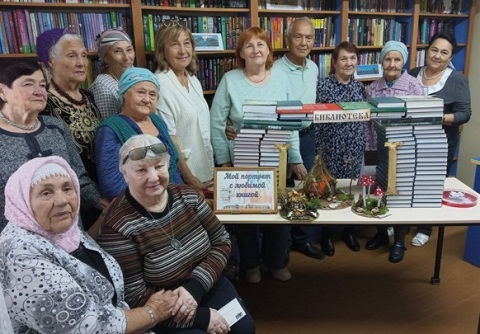 БИБЛИОТЕКА
Мой портрет
с любимой
книгой